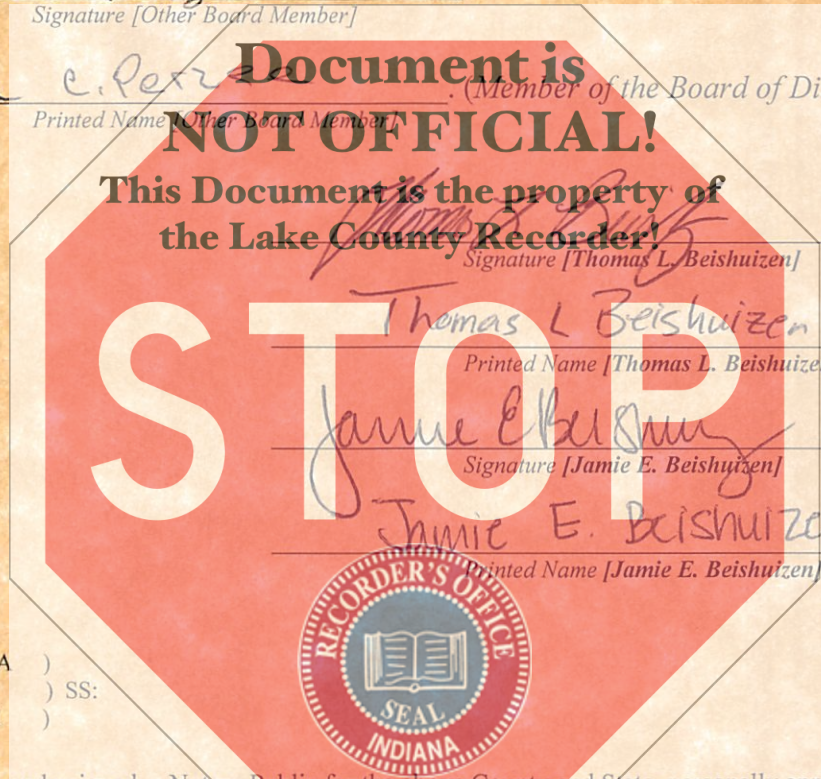 Signature [Other Board Member]
Document is
. (Member of the Board of Di
Printed Name [Other Board Member]
NOT OFFICIAL!
This Document is the property of
the Lake County Recorder!
Signature [Thomas L. Beishuizen]
Thomas L Beishuizen
Printed Name [Thomas L. Beishuize
STOP
Signature [Jamie E. Beishuizen]
Jamie E. Beishuize
Printed Name [Jamie E. Beishuizen]
RECORDER'S OFFICE
A )
) SS:
)
SEAL
INDIANA